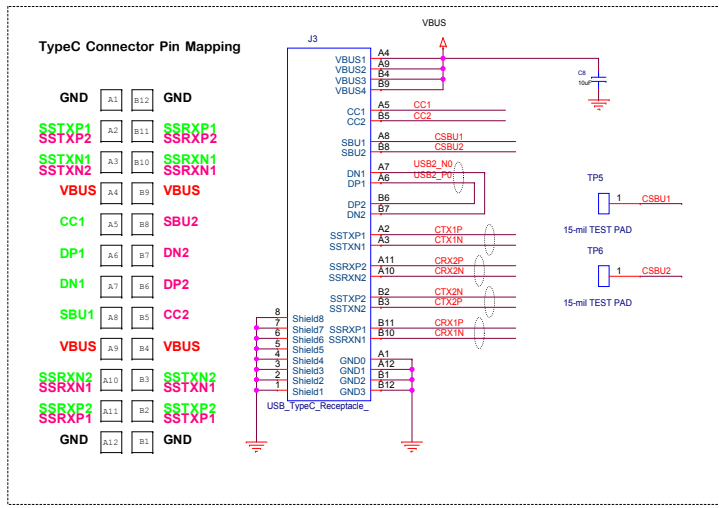 TypeC Connector Pin Mapping
GND A1 B12 GND
SSTXP1 A2 B11 SSRXP1
SSTXP2 SSRXP2
SSTXN1 A3 B10 SSRXN1
SSTXN2 SSRXN1
VBUS A4 B9 VBUS
CC1 A5 B8 SBU2
DP1 A6 B7 DN2
DN1 A7 B6 DP2
SBU1 A8 B5 CC2
VBUS A9 B4 VBUS
SSRXN2 A10 B3 SSTXN2
SSRXN1 SSTXN1
SSRXP2 A11 B2 SSTXP2
SSRXP1 SSTXP1
GND A12 B1 GND
J3
VBUS
VBUS1 A4
VBUS2 A9
VBUS3 B4
VBUS4 B9
CC1 A5 CC1
CC2 B5 CC2
SBU1 A8 CSBU1
SBU2 B8 CSBU2
DN1 A7 USB2_N0
DP1 A6 USB2_P0
DP2 B6
DN2 B7
SSTXP1 A2 CTX1P
SSTXN1 A3 CTX1N
SSRXP2 A11 CRX2P
SSRXN2 A10 CRX2N
SSTXP2 B2 CTX2N
SSTXN2 B3 CTX2P
SSRXP1 B11 CRX1P
SSRXN1 B10 CRX1N
GND0 A1
GND1 A12
GND2 B1
GND3 B12
8 Shield8
7 Shield7
6 Shield6
5 Shield5
4 Shield4
3 Shield3
2 Shield2
1 Shield1
USB_TypeC_Receptacle_
C8
10uF
TP5
1 CSBU1
15-mil TEST PAD
TP6
1 CSBU2
15-mil TEST PAD